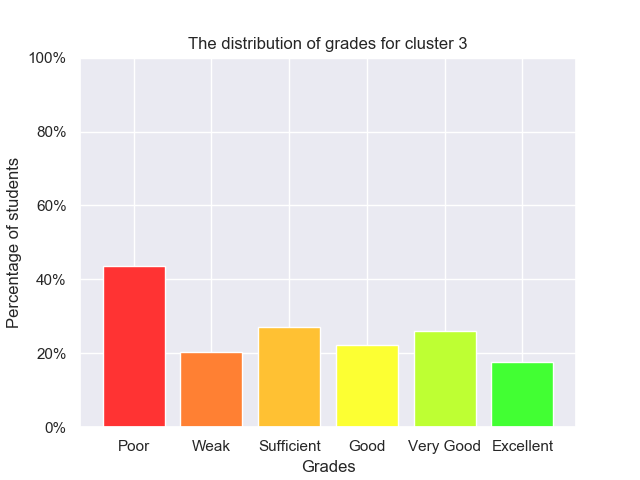 The distribution of grades for cluster 3
100%
80%
60%
40%
20%
0%
Percentage of students
Poor Weak Sufficient Good Very Good Excellent
Grades